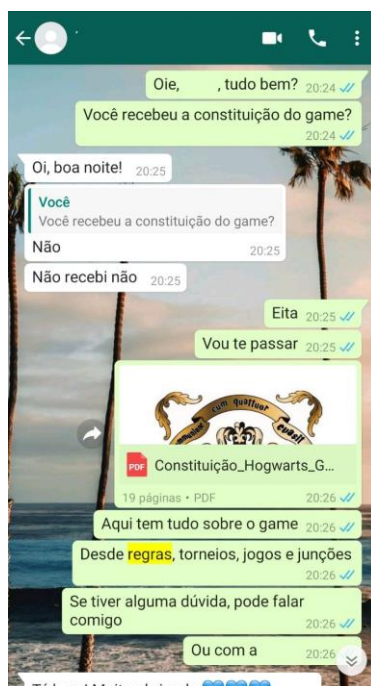 Oie, , tudo bem? 20:24
Você recebeu a constituição do game?
20:24
Oi, boa noite! 20:25
Você
Você recebeu a constituição do game?
Não 20:25
Não recebi não 20:25
Eita 20:25
Vou te passar 20:25
cum quattuor
PDF Constituição_Hogwarts_G...
19 páginas • PDF 20:26
Aqui tem tudo sobre o game 20:26
Desde regras, torneios, jogos e junções
20:26
Se tiver alguma dúvida, pode falar
comigo 20:26
Ou com a 20:26